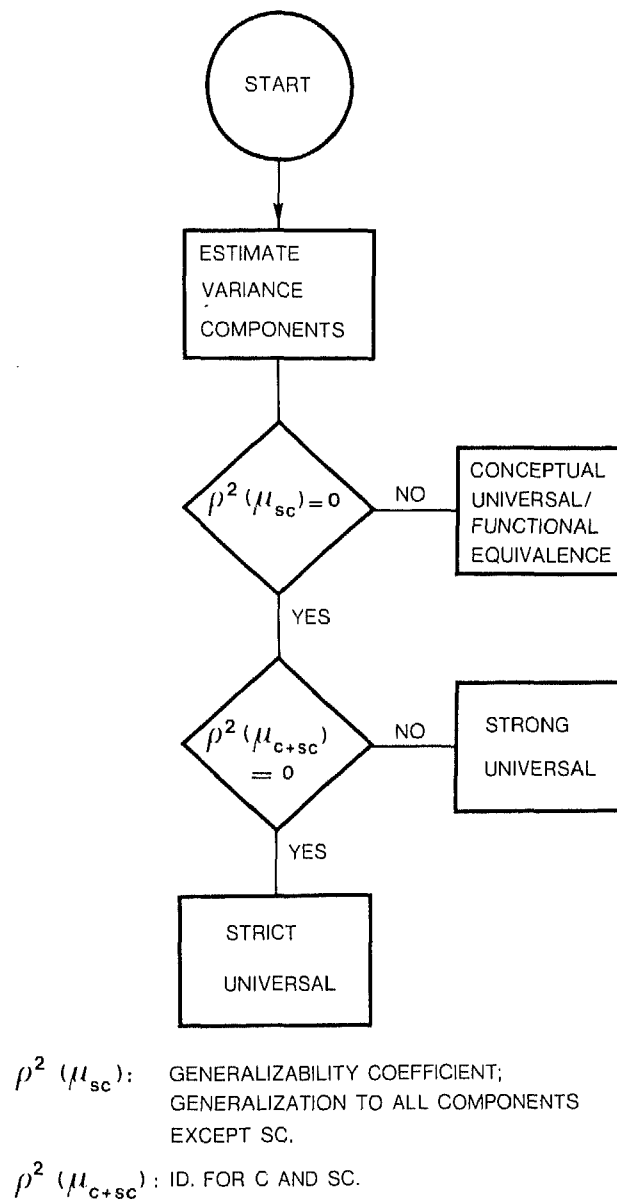 START
ESTIMATE
VARIANCE
COMPONENTS
ρ² (μsc) = 0
NO
CONCEPTUAL
UNIVERSAL/
FUNCTIONAL
EQUIVALENCE
YES
ρ² (μc+sc)
= 0
NO
STRONG
UNIVERSAL
YES
STRICT
UNIVERSAL
ρ² (μsc): GENERALIZABILITY COEFFICIENT;
GENERALIZATION TO ALL COMPONENTS
EXCEPT SC.
ρ² (μc+sc): ID. FOR C AND SC.